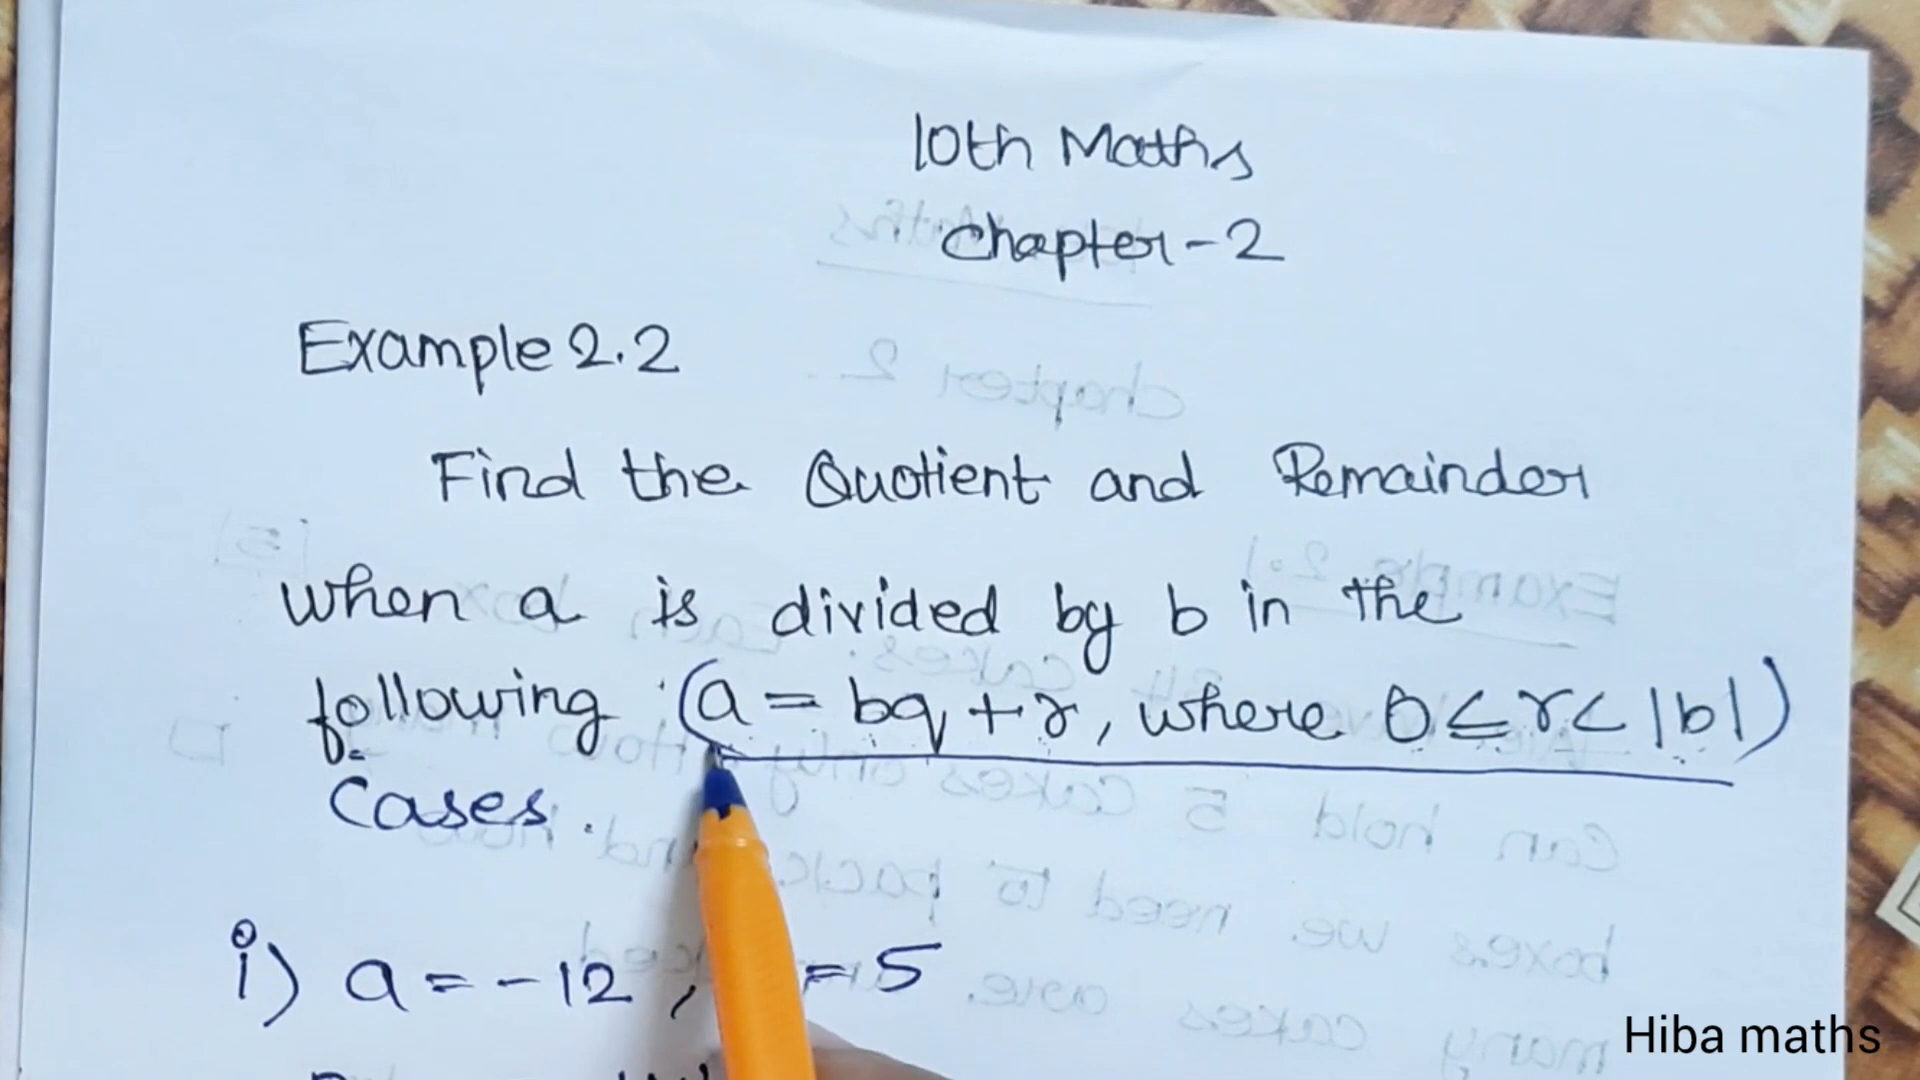 10th Maths
Chapter-2
Example 2.2
Find the Quotient and Remainder
when a is divided by b in the
following (a = bq + r, where 0 ≤ r < |b|)
Cases.
i) a = -12, = 5
Hiba maths